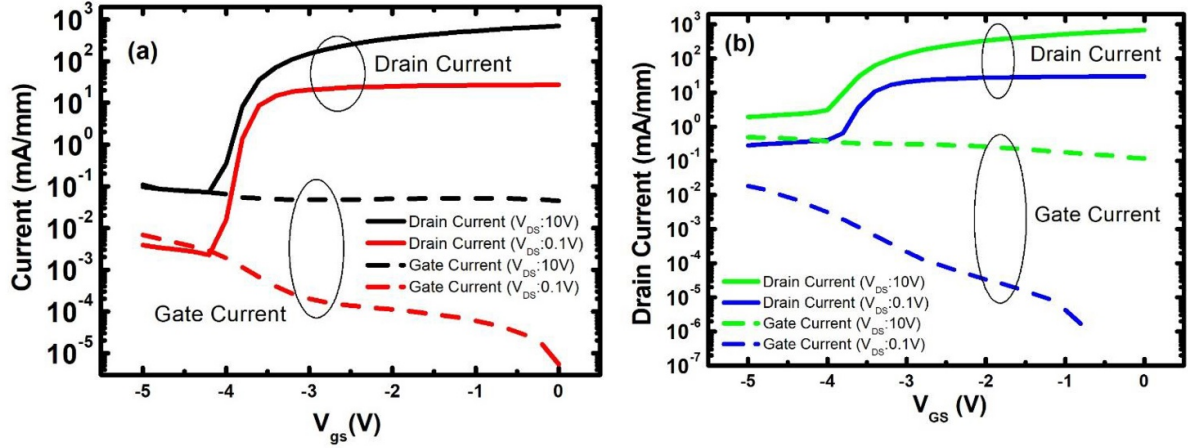 (a)
Current (mA/mm)
10³
10²
10¹
10⁰
10⁻¹
10⁻²
10⁻³
10⁻⁴
10⁻⁵
Drain Current
Drain Current (V_DS:10V)
Drain Current (V_DS:0.1V)
Gate Current (V_DS:10V)
Gate Current (V_DS:0.1V)
Gate Current
-5 -4 -3 -2 -1 0
V_gs (V)
(b)
Drain Current (mA/mm)
10³
10²
10¹
10⁰
10⁻¹
10⁻²
10⁻³
10⁻⁴
10⁻⁵
10⁻⁶
10⁻⁷
Drain Current
Gate Current
Drain Current (V_DS:10V)
Drain Current (V_DS:0.1V)
Gate Current (V_DS:10V)
Gate Current (V_DS:0.1V)
-5 -4 -3 -2 -1 0
V_GS (V)